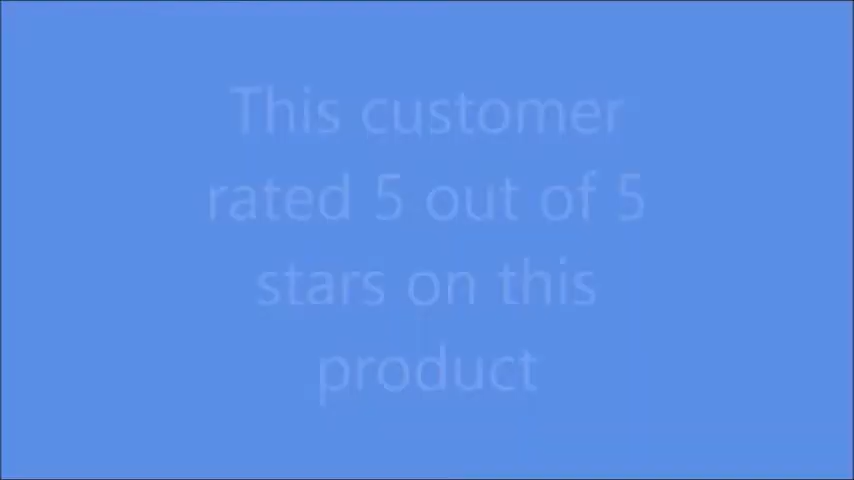 This customer
rated 5 out of 5
stars on this
product